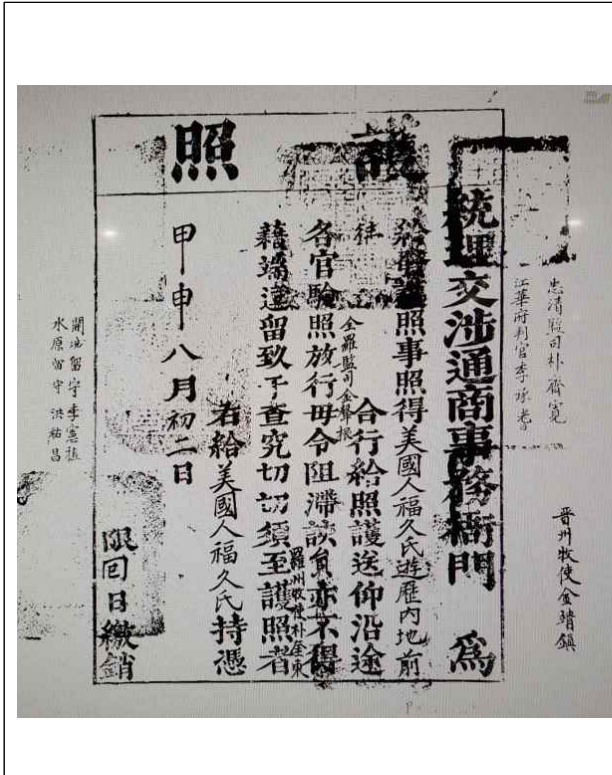 護照
晋州牧使金靖鎭
忠清監司朴齊寬
江華府判官李
統理交涉通商事務衙門 為
給發護照事照得美國人福久氏遊歷內地前
往 合行給照護送仰沿途
全羅監司金聲根
各官驗照放行毋令阻滯該員亦不得
羅州牧使朴奎東
藉端逗留致干查究切切須至護照者
右給美國人福久氏持憑
甲申八月初二日
限回日繳銷
開城留守李憲植
水原留守洪祐昌